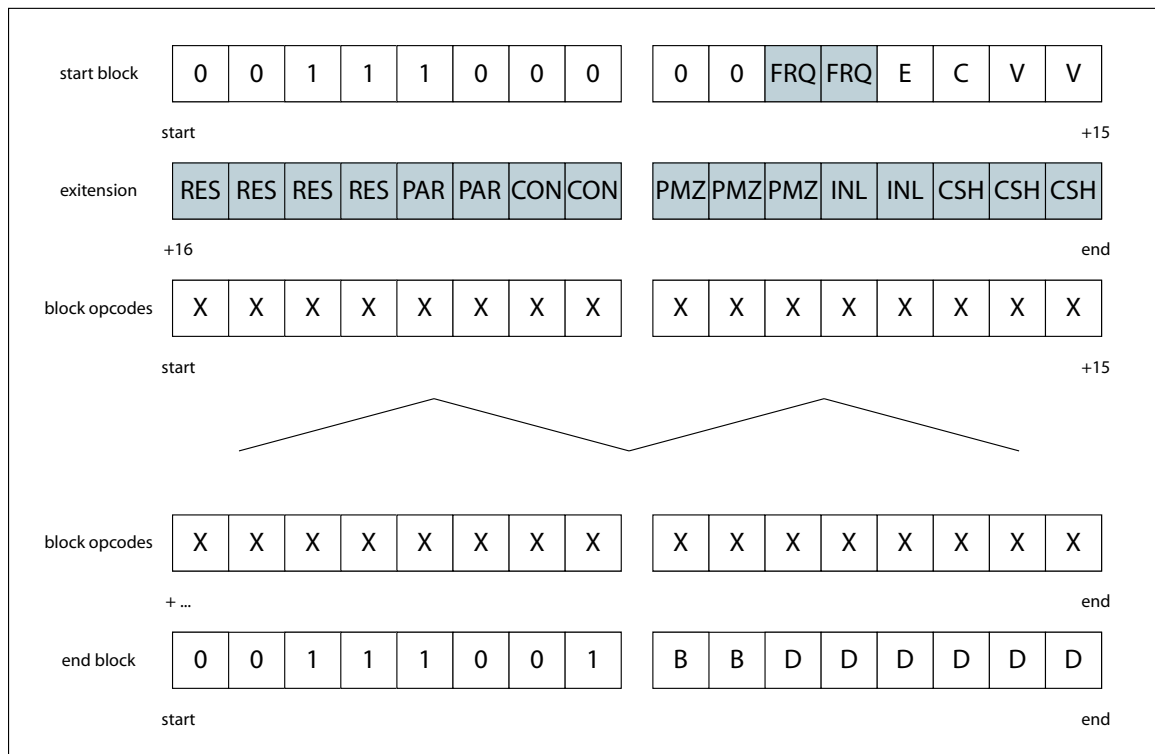 start block 0 0 1 1 1 0 0 0 0 0 FRQ FRQ E C V V
start +15
exitension RES RES RES RES PAR PAR CON CON PMZ PMZ PMZ INL INL CSH CSH CSH
+16 end
block opcodes X X X X X X X X X X X X X X X X
start +15
block opcodes X X X X X X X X X X X X X X X X
+ ... end
end block 0 0 1 1 1 0 0 1 B B D D D D D D
start end